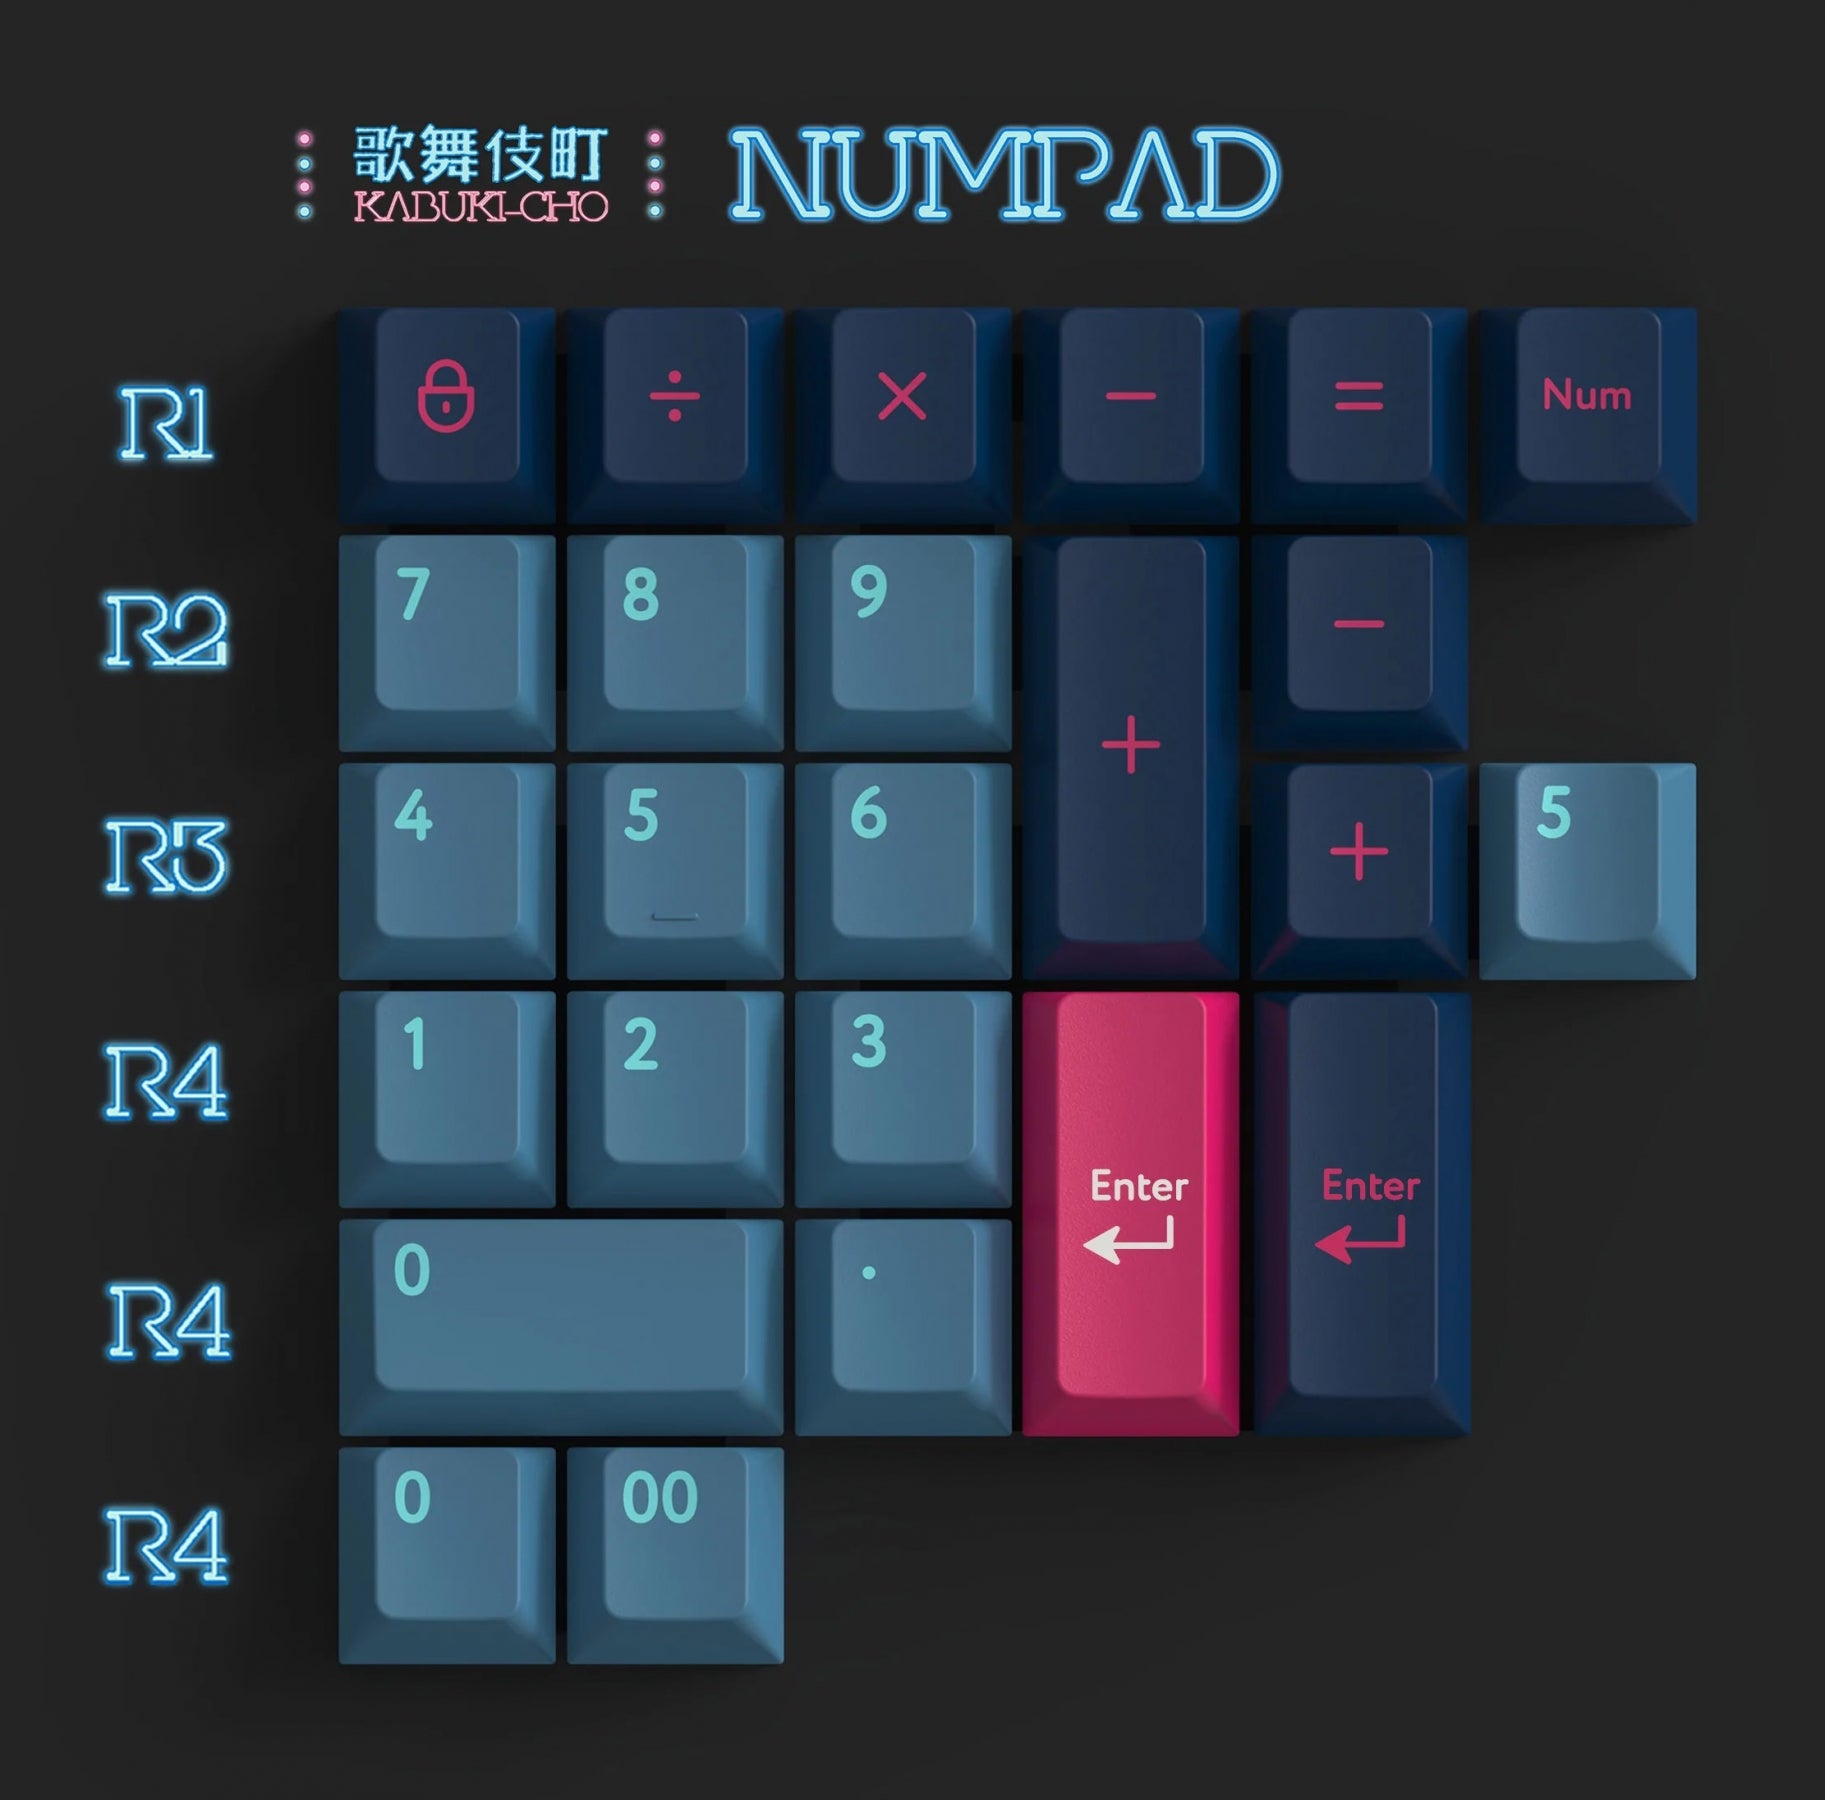 歌舞伎町
KABUKI-CHO
NUMPAD
R1
÷ × − = Num
R2
7 8 9 + −
R3
4 5 6 + 5
R4
1 2 3 Enter Enter
R4
0 .
R4
0 00